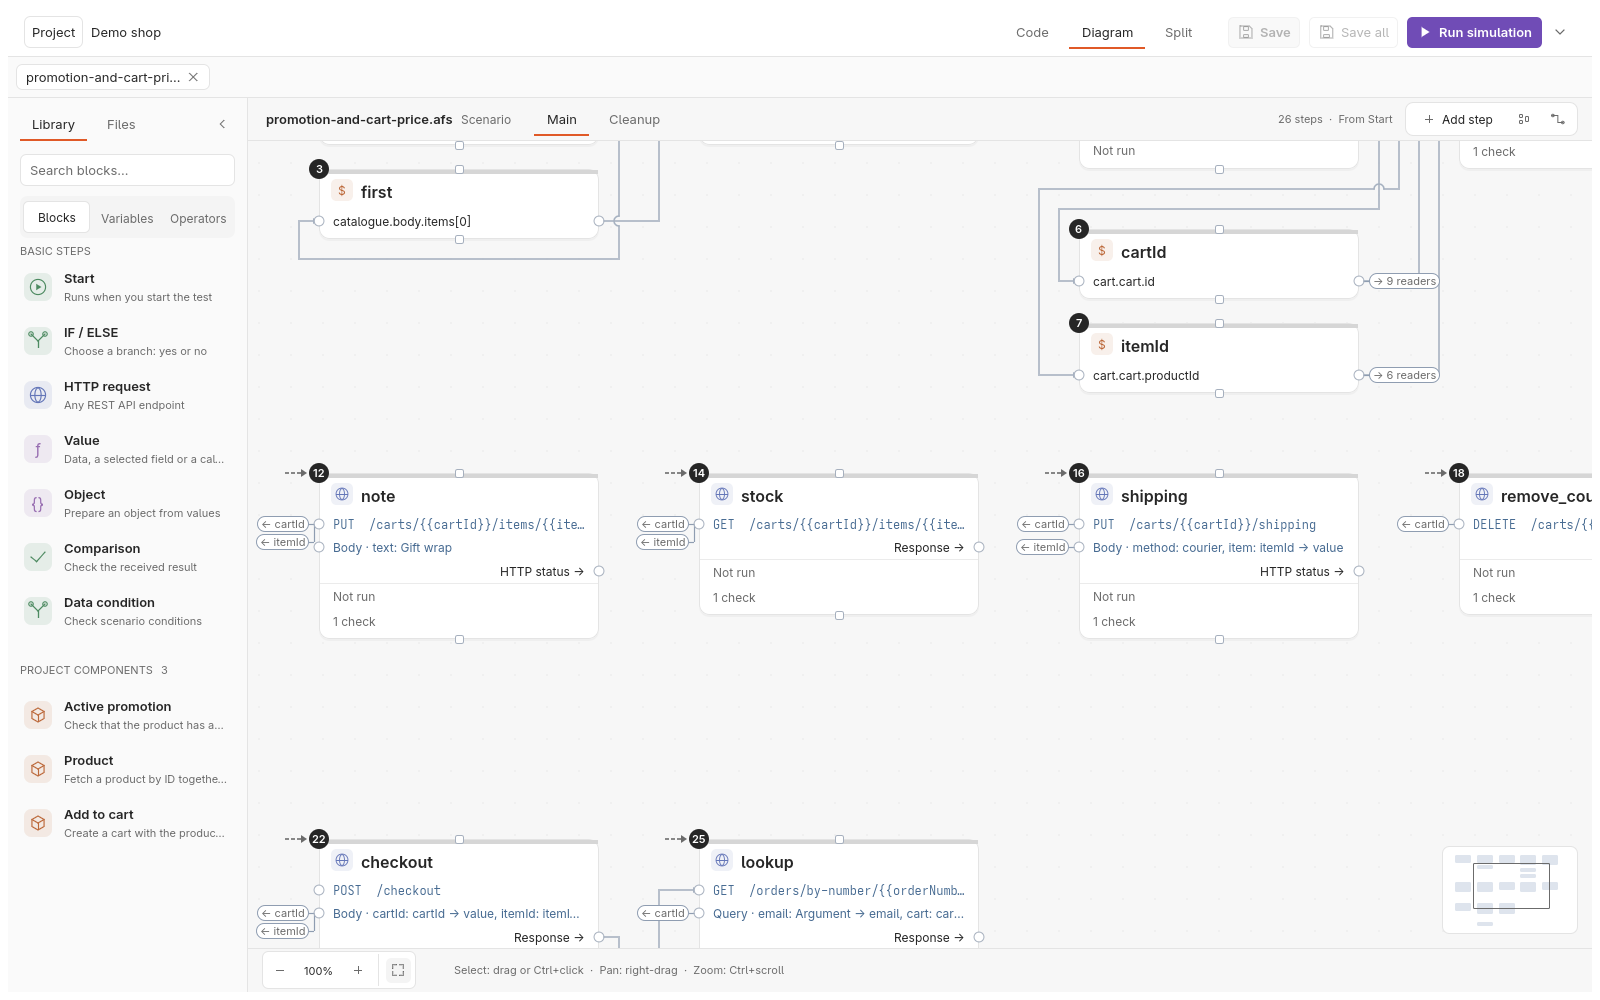 Project
Demo shop
Code
Diagram
Split
Save
Save all
Run simulation
promotion-and-cart-pri...
Library
Files
promotion-and-cart-price.afs
Scenario
Main
Cleanup
26 steps · From Start
Add step
Search blocks...
Blocks
Variables
Operators
BASIC STEPS
Start
Runs when you start the test
IF / ELSE
Choose a branch: yes or no
HTTP request
Any REST API endpoint
Value
Data, a selected field or a cal...
Object
Prepare an object from values
Comparison
Check the received result
Data condition
Check scenario conditions
PROJECT COMPONENTS 3
Active promotion
Check that the product has a...
Product
Fetch a product by ID togethe...
Add to cart
Create a cart with the produc...
Not run
1 check
3
$ first
catalogue.body.items[0]
6
$ cartId
cart.cart.id
→ 9 readers
7
$ itemId
cart.cart.productId
→ 6 readers
12
note
← cartId
PUT /carts/{{cartId}}/items/{{ite...
← itemId
Body · text: Gift wrap
HTTP status →
Not run
1 check
14
stock
← cartId
GET /carts/{{cartId}}/items/{{ite...
← itemId
Response →
Not run
1 check
16
shipping
← cartId
PUT /carts/{{cartId}}/shipping
← itemId
Body · method: courier, item: itemId → value
HTTP status →
Not run
1 check
18
← cartId
DELETE
Not run
1 check
22
checkout
POST /checkout
← cartId
Body · cartId: cartId → value, itemId: itemI...
← itemId
Response →
25
lookup
GET /orders/by-number/{{orderNumb...
← cartId
Query · email: Argument → email, cart: car...
Response →
100%
Select: drag or Ctrl+click · Pan: right-drag · Zoom: Ctrl+scroll